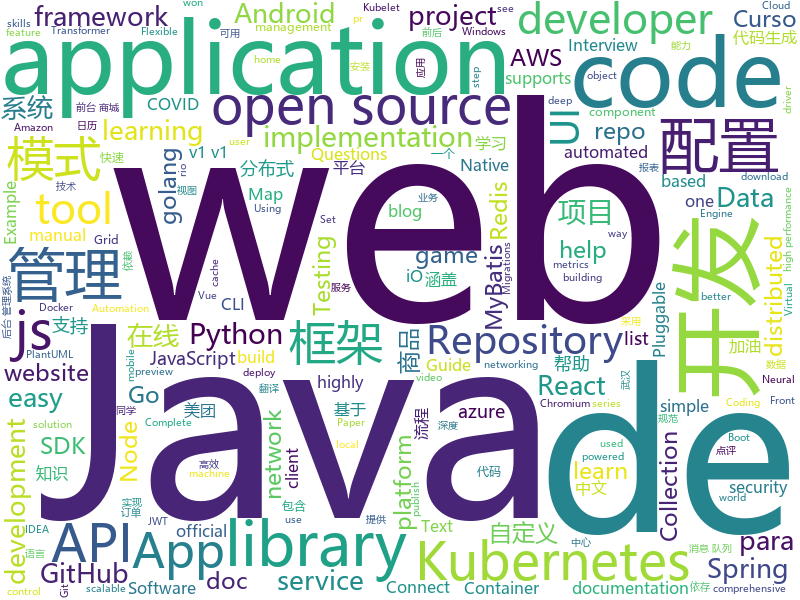 skills
won
framework
feature
Transformer
Kubelet
pr
Flexible
系统
Cloud
前台 商城
COVID
Amazon
日历
技术
Android
management
project
home
step
application
Windows
see
前后
可用
安装
应用
developer
Curso
代码生成
AWS
能力
Interview
world
supports
object
deep
driver
code
open source
learning
implementation
UI
component
repo
automated
Questions
Native
学习
平台
一个
based
配置
模式
快速
v1 v1
golang
rio
分布式
视图
Map
Using
Redis
tool
Example
manual
Grid
依赖
blog
业务
Set
项目
one
Data
Engine
download
high performance
way
metrics
building
cache
Migrations
help
distributed
管理
Testing
game
iO
涵盖
MyBatis
Virtual
web
开发
Java
de
Docker
Automation
Vue
服务
CLI
后台 管理系统
js
支持
在线
Python
框架
商品
Repository
list
Pluggable
采用
better
加油
数据
PlantUML
JavaScript
build
Guide
帮助
Neural
website
mobile
preview
deploy
highly
基于
React
simple
武汉
Front
easy
Go
翻译
video
networking
Chromium
series
Coding
同学
美团
Complete
Paper
local
流程
azure
used
Boot
规范
solution
development
SDK
Node
高效
machine
network
client
深度
platform
代码
learn
中文
powered
Collection
点评
security
知识
实现
订单
包含
publish
official
Text
自定义
user
IDEA
JWT
提供
报表
API
App
library
Kubernetes
para
消息 队列
语言
scalable
Git
GitHub
doc
service
Spring
依存
control
Software
use
中心
Connect
Container
documentation
comprehensive